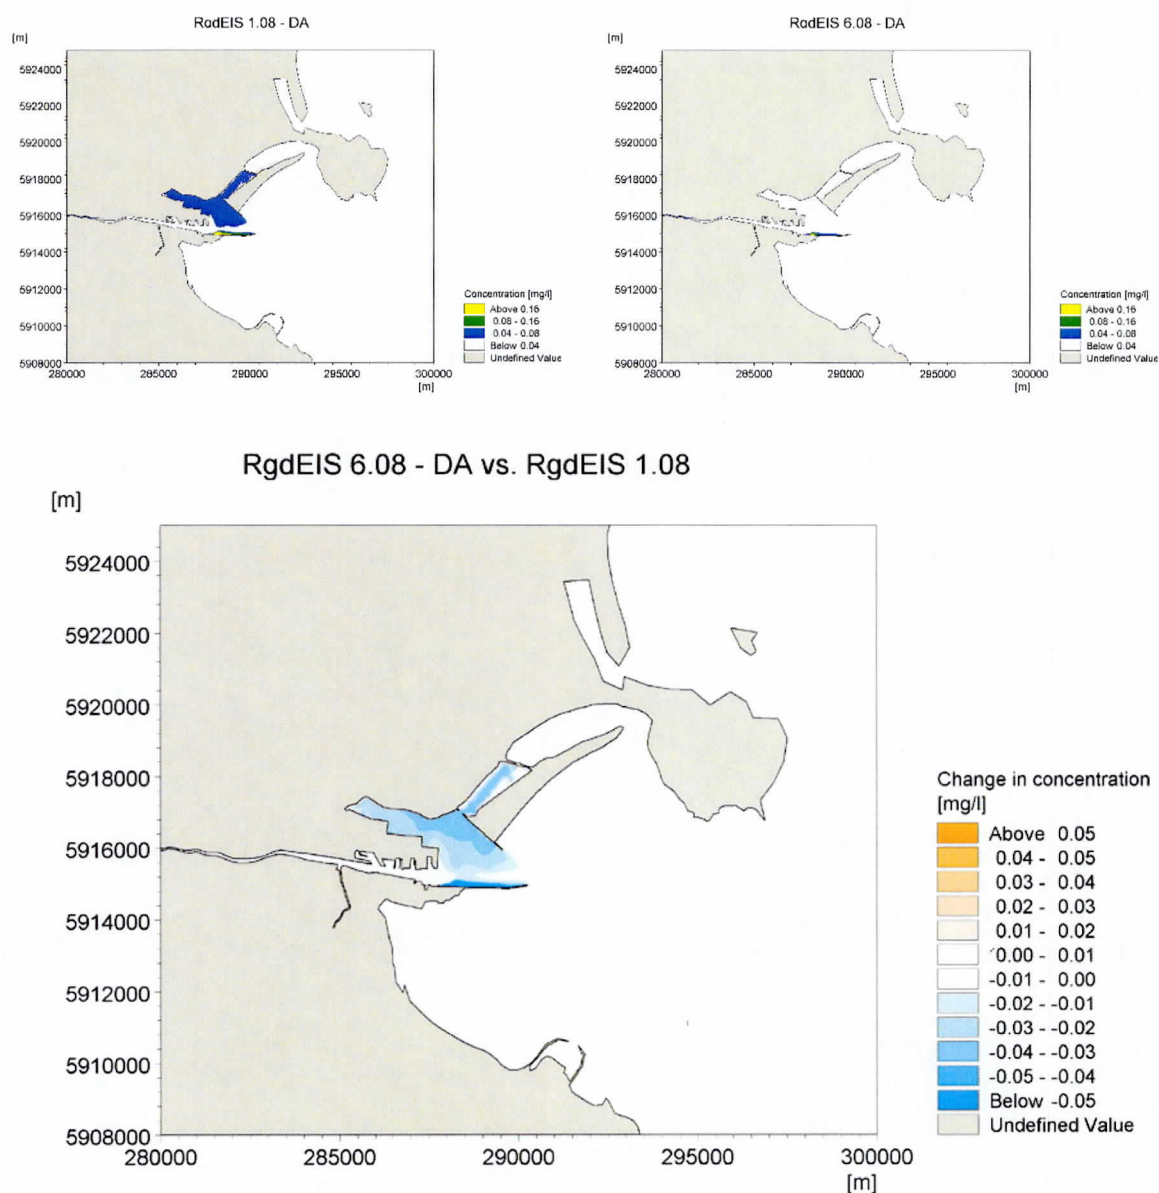 RgdEIS 1.08 - DA
[m]
5924000
5922000
5920000
5918000
5916000
5914000
5912000
5910000
5908000
280000 285000 290000 295000 300000
[m]
Concentration [mg/l]
Above 0.16
0.08 - 0.16
0.04 - 0.08
Below 0.04
Undefined Value
RgdEIS 6.08 - DA
[m]
5924000
5922000
5920000
5918000
5916000
5914000
5912000
5910000
5908000
280000 285000 290000 295000 300000
[m]
Concentration [mg/l]
Above 0.16
0.08 - 0.16
0.04 - 0.08
Below 0.04
Undefined Value
RgdEIS 6.08 - DA vs. RgdEIS 1.08
[m]
5924000
5922000
5920000
5918000
5916000
5914000
5912000
5910000
5908000
280000 285000 290000 295000 300000
[m]
Change in concentration
[mg/l]
Above 0.05
0.04 - 0.05
0.03 - 0.04
0.02 - 0.03
0.01 - 0.02
0.00 - 0.01
-0.01 - 0.00
-0.02 - -0.01
-0.03 - -0.02
-0.04 - -0.03
-0.05 - -0.04
Below -0.05
Undefined Value